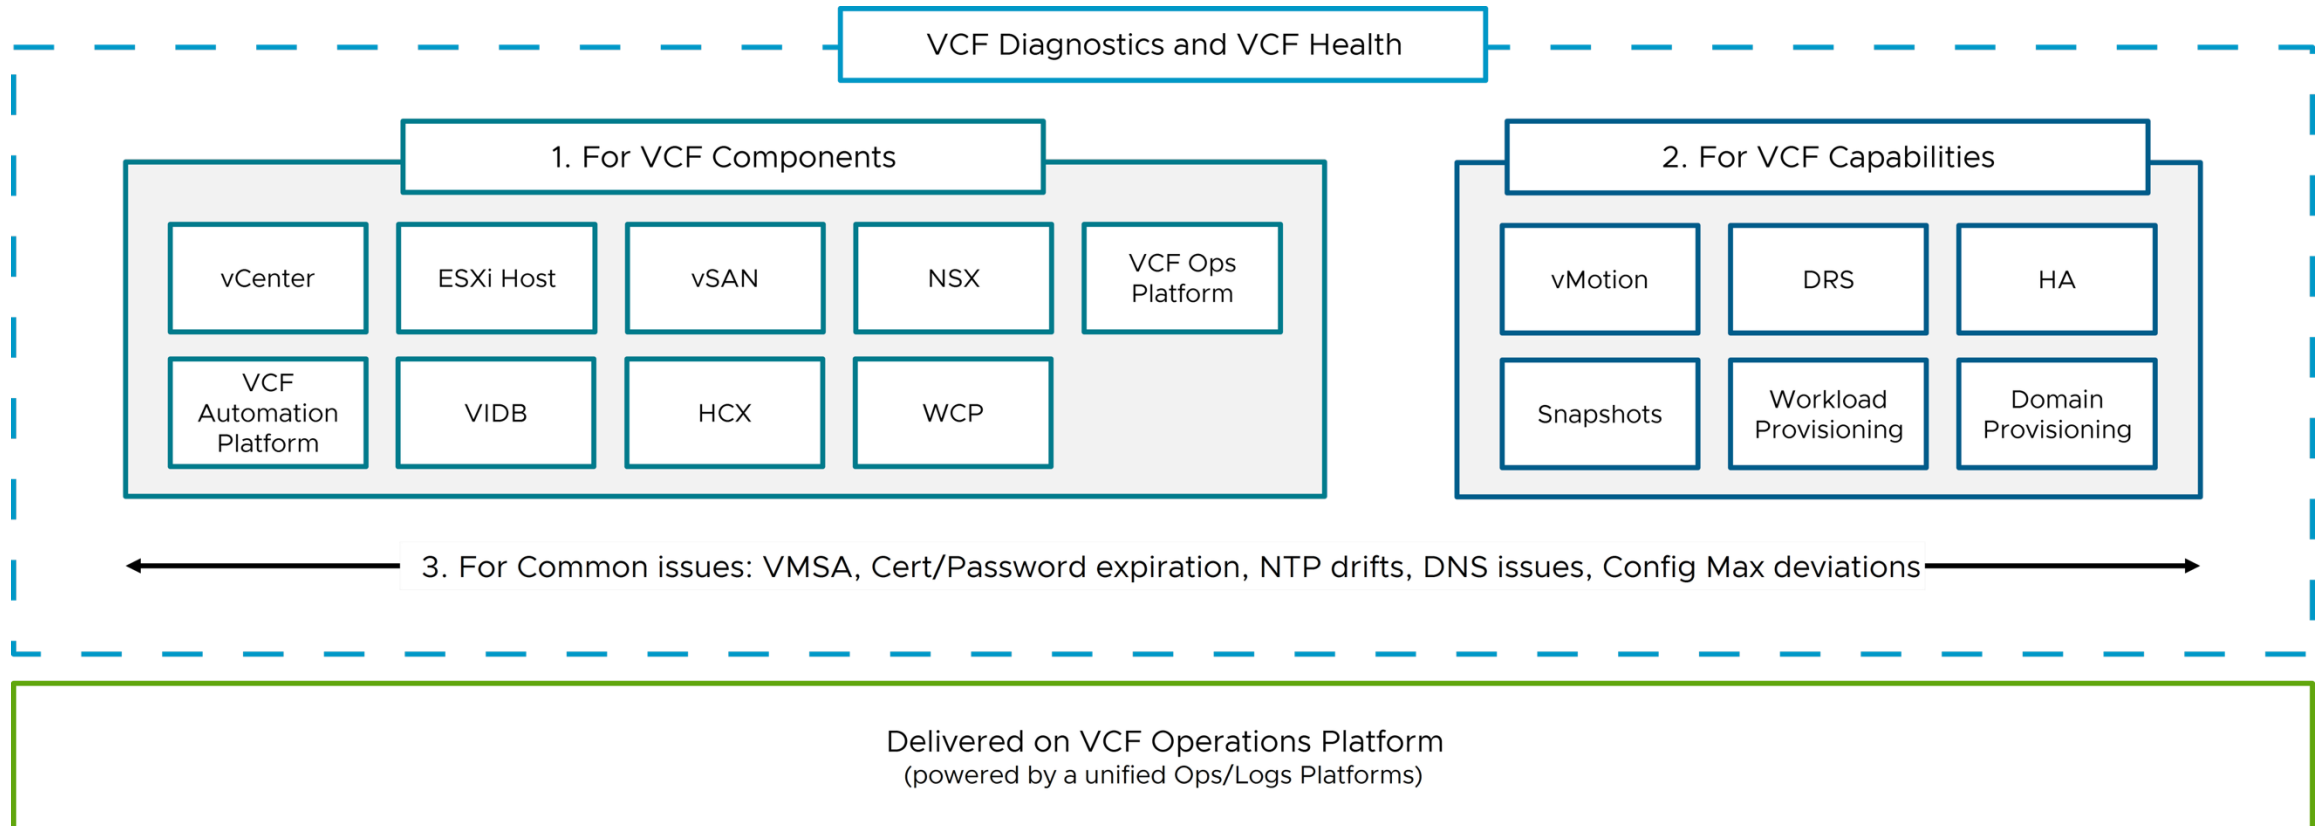 VCF Diagnostics and VCF Health
1. For VCF Components
2. For VCF Capabilities
vCenter
ESXi Host
vSAN
NSX
VCF Ops
Platform
VCF
Automation
Platform
VIDB
HCX
WCP
vMotion
DRS
HA
Snapshots
Workload
Provisioning
Domain
Provisioning
3. For Common issues: VMSA, Cert/Password expiration, NTP drifts, DNS issues, Config Max deviations
Delivered on VCF Operations Platform
(powered by a unified Ops/Logs Platforms)